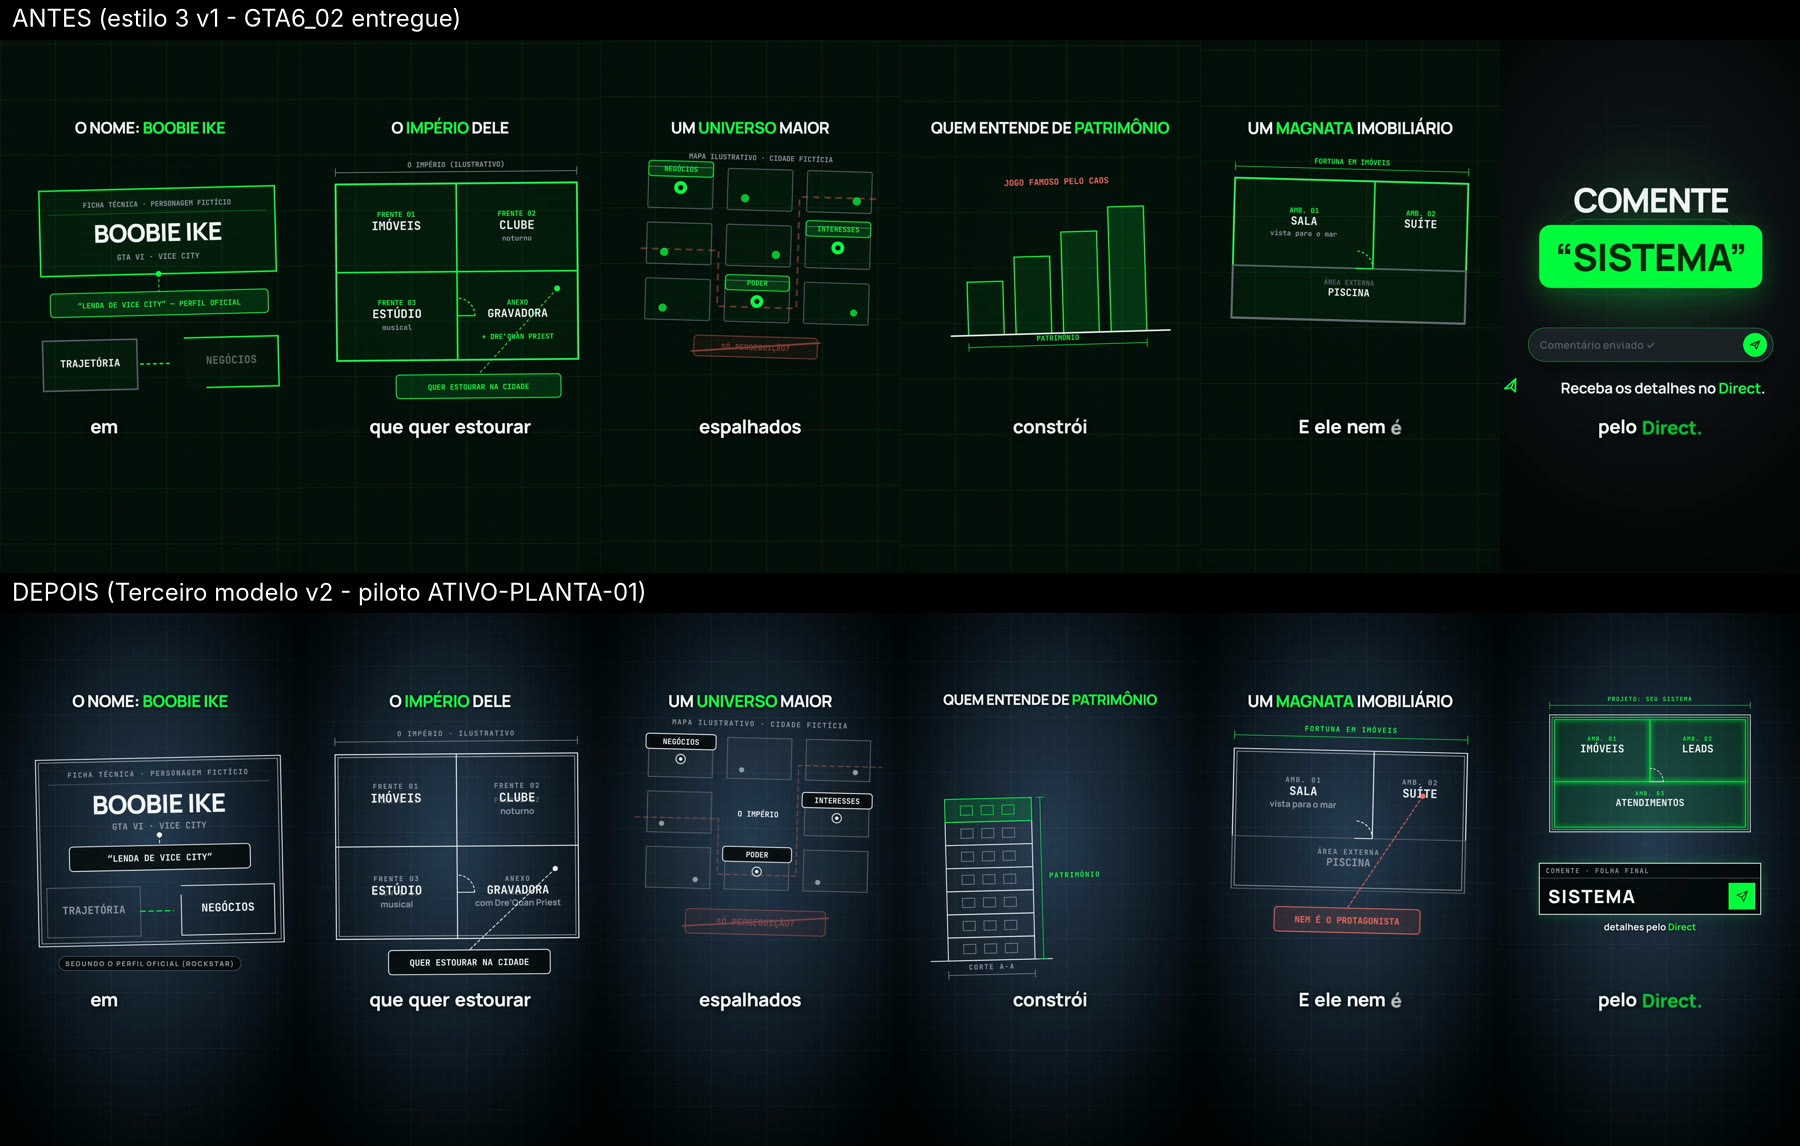 ANTES (estilo 3 v1 - GTA6_02 entregue)
O NOME: BOOBIE IKE
FICHA TÉCNICA · PERSONAGEM FICTÍCIO
BOOBIE IKE
GTA VI · VICE CITY
"LENDA DE VICE CITY" — PERFIL OFICIAL
TRAJETÓRIA
NEGÓCIOS
em
O IMPÉRIO DELE
O IMPÉRIO (ILUSTRATIVO)
FRENTE 01
IMÓVEIS
FRENTE 02
CLUBE
noturno
FRENTE 03
ESTÚDIO
musical
ANEXO
GRAVADORA
+ DRE'QUAN PRIEST
QUER ESTOURAR NA CIDADE
que quer estourar
UM UNIVERSO MAIOR
MAPA ILUSTRATIVO · CIDADE FICTÍCIA
NEGÓCIOS
INTERESSES
PODER
SÓ PERSEGUIÇÃO?
espalhados
QUEM ENTENDE DE PATRIMÔNIO
JOGO FAMOSO PELO CAOS
PATRIMÔNIO
constrói
UM MAGNATA IMOBILIÁRIO
FORTUNA EM IMÓVEIS
AMB. 01
SALA
vista para o mar
AMB. 02
SUÍTE
ÁREA EXTERNA
PISCINA
E ele nem é
COMENTE
“SISTEMA”
Comentário enviado ✓
Receba os detalhes no Direct.
pelo Direct.
DEPOIS (Terceiro modelo v2 - piloto ATIVO-PLANTA-01)
O NOME: BOOBIE IKE
FICHA TÉCNICA · PERSONAGEM FICTÍCIO
BOOBIE IKE
GTA VI · VICE CITY
“LENDA DE VICE CITY”
TRAJETÓRIA
NEGÓCIOS
SEGUNDO O PERFIL OFICIAL (ROCKSTAR)
em
O IMPÉRIO DELE
O IMPÉRIO · ILUSTRATIVO
FRENTE 01
IMÓVEIS
FRENTE 02
CLUBE
noturno
FRENTE 03
ESTÚDIO
musical
ANEXO
GRAVADORA
com Dre'Quan Priest
QUER ESTOURAR NA CIDADE
que quer estourar
UM UNIVERSO MAIOR
MAPA ILUSTRATIVO · CIDADE FICTÍCIA
NEGÓCIOS
INTERESSES
O IMPÉRIO
PODER
SÓ PERSEGUIÇÃO?
espalhados
QUEM ENTENDE DE PATRIMÔNIO
PATRIMÔNIO
CORTE A-A
constrói
UM MAGNATA IMOBILIÁRIO
FORTUNA EM IMÓVEIS
AMB. 01
SALA
vista para o mar
AMB. 02
SUÍTE
ÁREA EXTERNA
PISCINA
NEM É O PROTAGONISTA
E ele nem é
PROJETO: SEU SISTEMA
AMB. 01
IMÓVEIS
AMB. 02
LEADS
AMB. 03
ATENDIMENTOS
COMENTE · FOLHA FINAL
SISTEMA
detalhes pelo Direct
pelo Direct.